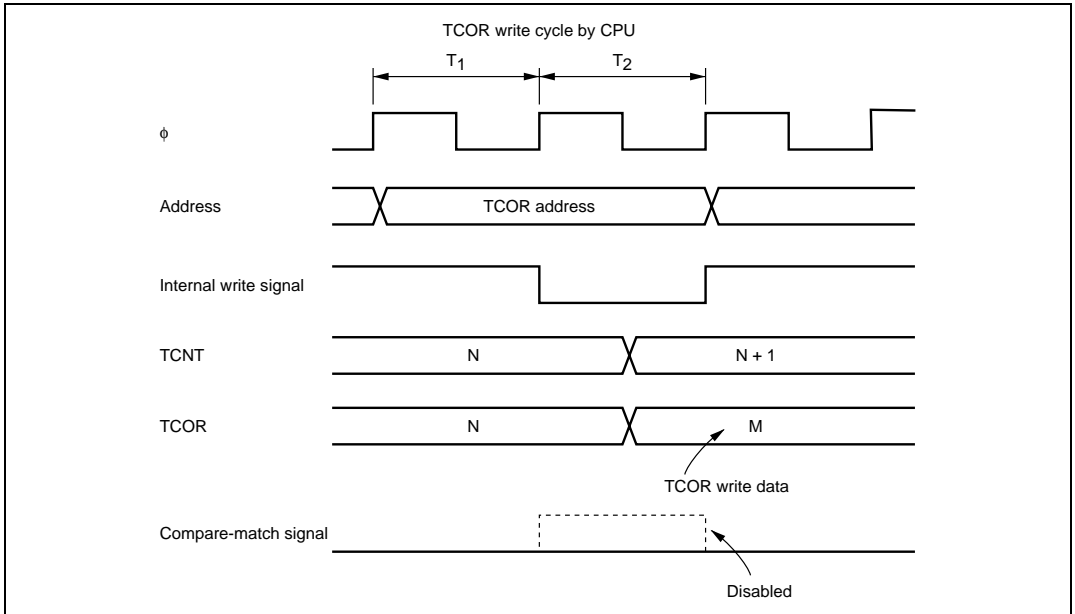 TCOR write cycle by CPU
T1 T2
ϕ
Address TCOR address
Internal write signal
TCNT N N + 1
TCOR N M
TCOR write data
Compare-match signal
Disabled